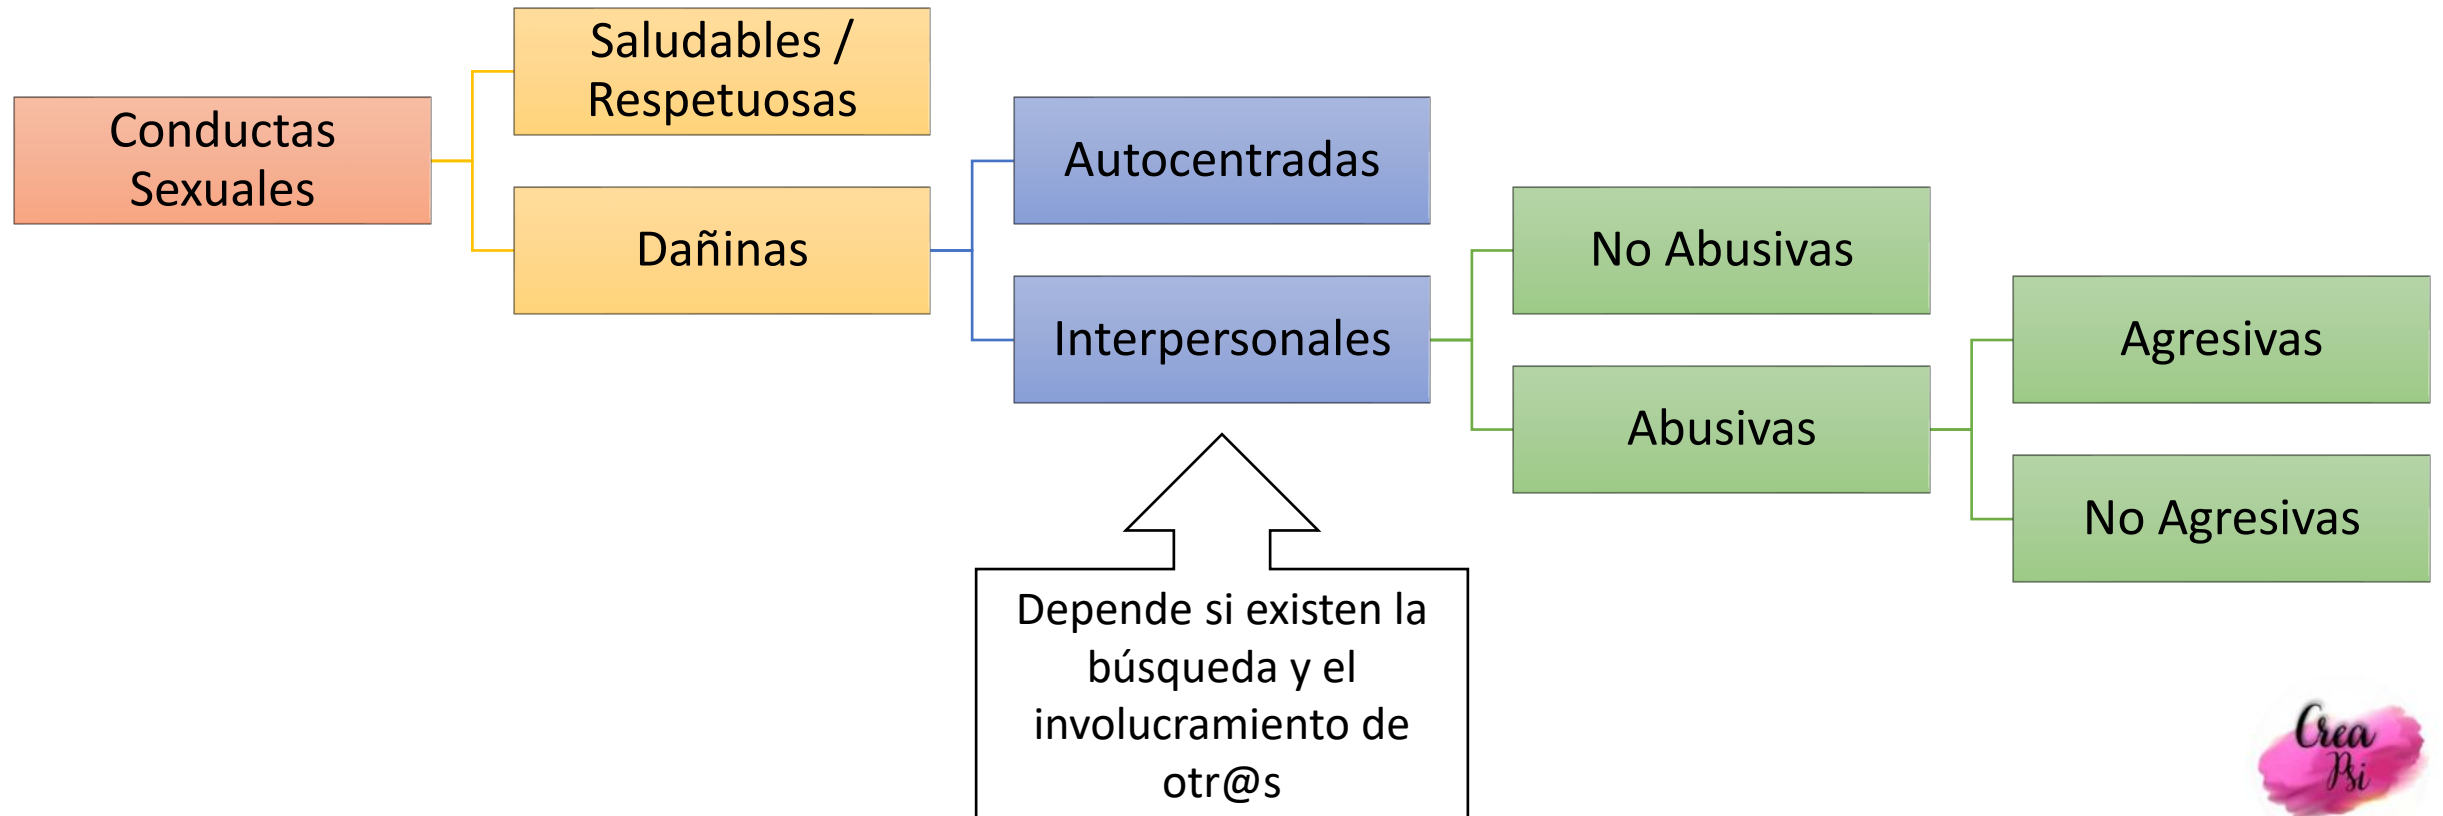 Conductas
Sexuales
Saludables /
Respetuosas
Dañinas
Autocentradas
Interpersonales
No Abusivas
Abusivas
Agresivas
No Agresivas
Depende si existen la
búsqueda y el
involucramiento de
otr@s
Crea
Psi